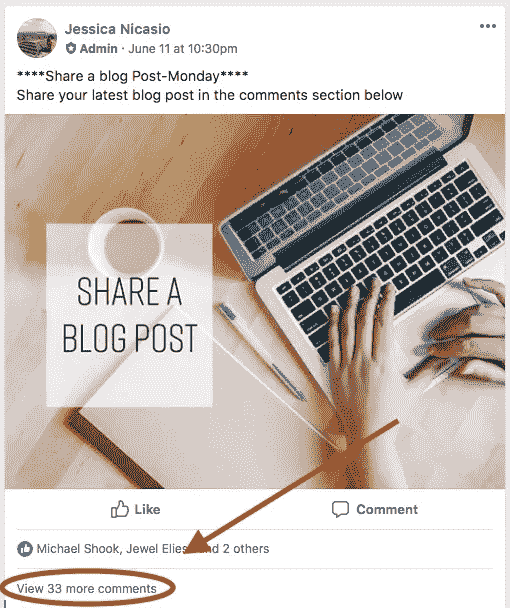 Jessica Nicasio
Admin · June 11 at 10:30pm
****Share a blog Post-Monday****
Share your latest blog post in the comments section below
SHARE A
BLOG POST
Like
Comment
Michael Shook, Jewel Elies and 2 others
View 33 more comments